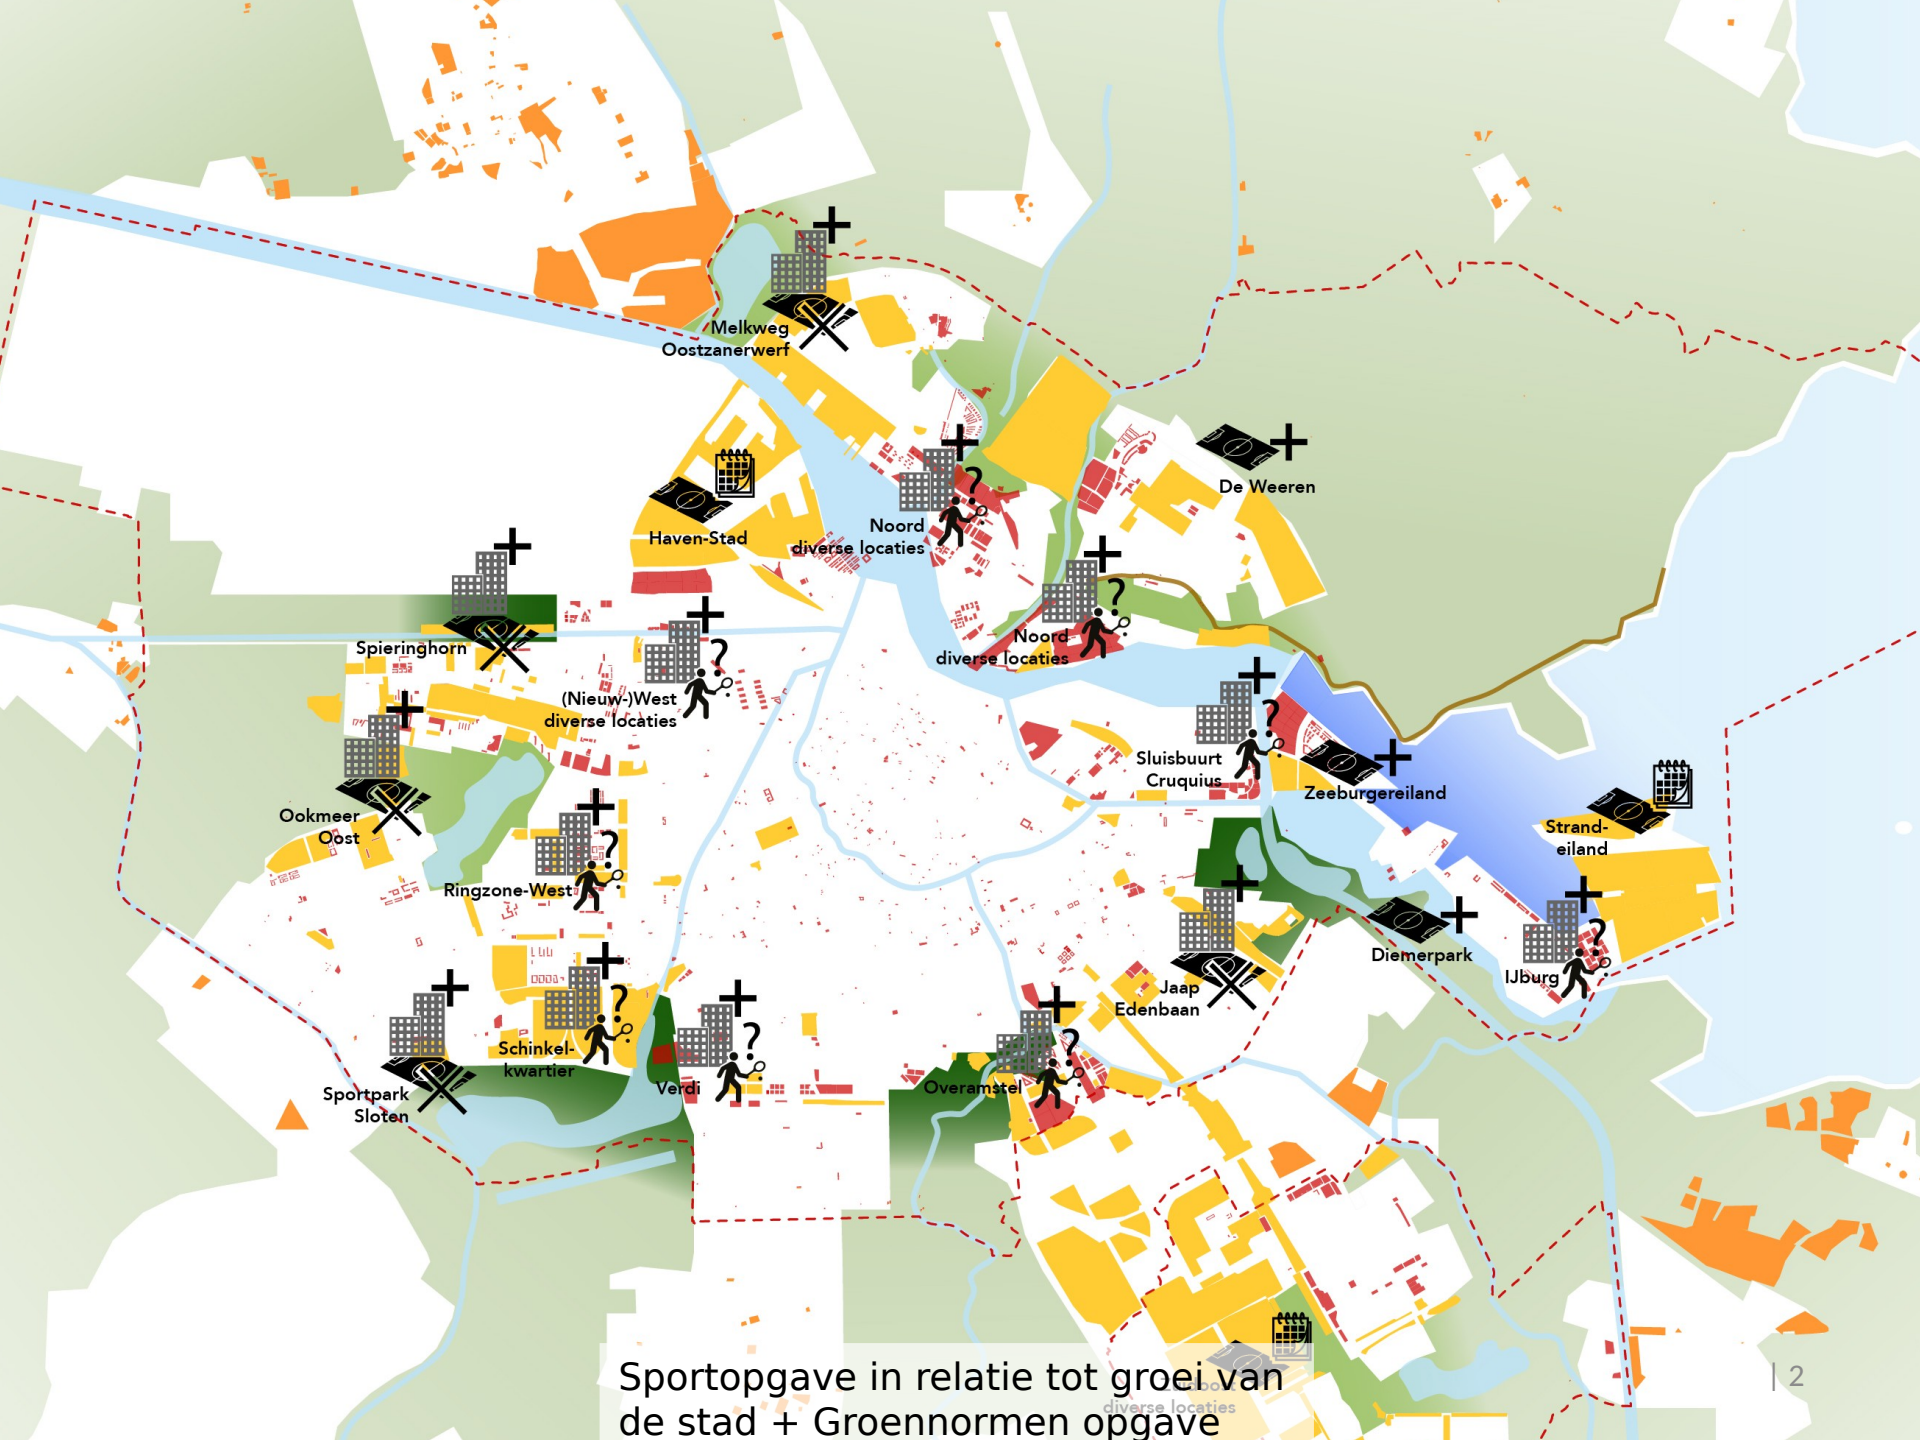 Melkweg
Oostzanerwerf
De Weeren
Haven-Stad
Noord
diverse locaties
Spieringhorn
Noord
diverse locaties
(Nieuw-)West
diverse locaties
Sluisbuurt
Cruquius
Zeeburgereiland
Ookmeer
Oost
Strand-
eiland
Ringzone-West
Diemerpark
IJburg
Jaap
Edenbaan
Schinkel-
kwartier
Verdi
Overamstel
Sportpark
Sloten
Sportopgave in relatie tot groei van
de stad + Groennormen opgave
Zuidoost
diverse locaties
| 2